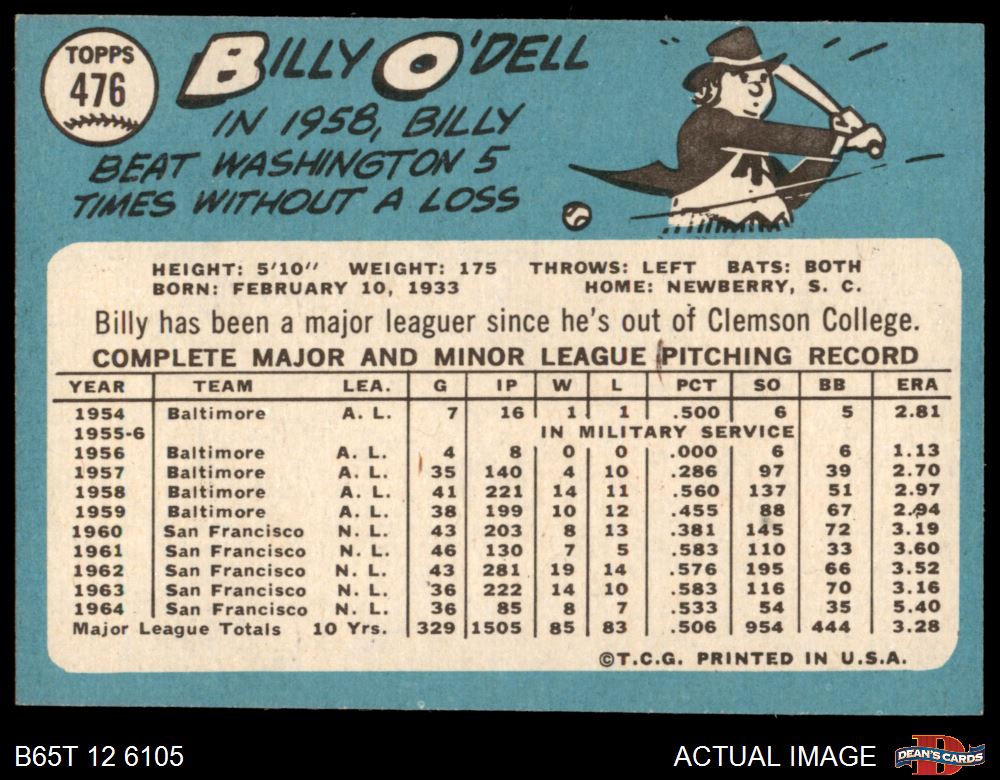 TOPPS
476
BILLY O'DELL
IN 1958, BILLY
BEAT WASHINGTON 5
TIMES WITHOUT A LOSS
HEIGHT: 5'10" WEIGHT: 175 THROWS: LEFT BATS: BOTH
BORN: FEBRUARY 10, 1933 HOME: NEWBERRY, S. C.
Billy has been a major leaguer since he's out of Clemson College.
COMPLETE MAJOR AND MINOR LEAGUE PITCHING RECORD
YEAR TEAM LEA. G IP W L PCT SO BB ERA
1954 Baltimore A. L. 7 16 1 1 .500 6 5 2.81
1955-6 IN MILITARY SERVICE
1956 Baltimore A. L. 4 8 0 0 .000 6 6 1.13
1957 Baltimore A. L. 35 140 4 10 .286 97 39 2.70
1958 Baltimore A. L. 41 221 14 11 .560 137 51 2.97
1959 Baltimore A. L. 38 199 10 12 .455 88 67 2.94
1960 San Francisco N. L. 43 203 8 13 .381 145 72 3.19
1961 San Francisco N. L. 46 130 7 5 .583 110 33 3.60
1962 San Francisco N. L. 43 281 19 14 .576 195 66 3.52
1963 San Francisco N. L. 36 222 14 10 .583 116 70 3.16
1964 San Francisco N. L. 36 85 8 7 .533 54 35 5.40
Major League Totals 10 Yrs. 329 1505 85 83 .506 954 444 3.28
©T.C.G. PRINTED IN U.S.A.
B65T 12 6105 ACTUAL IMAGE DEAN'S CARDS